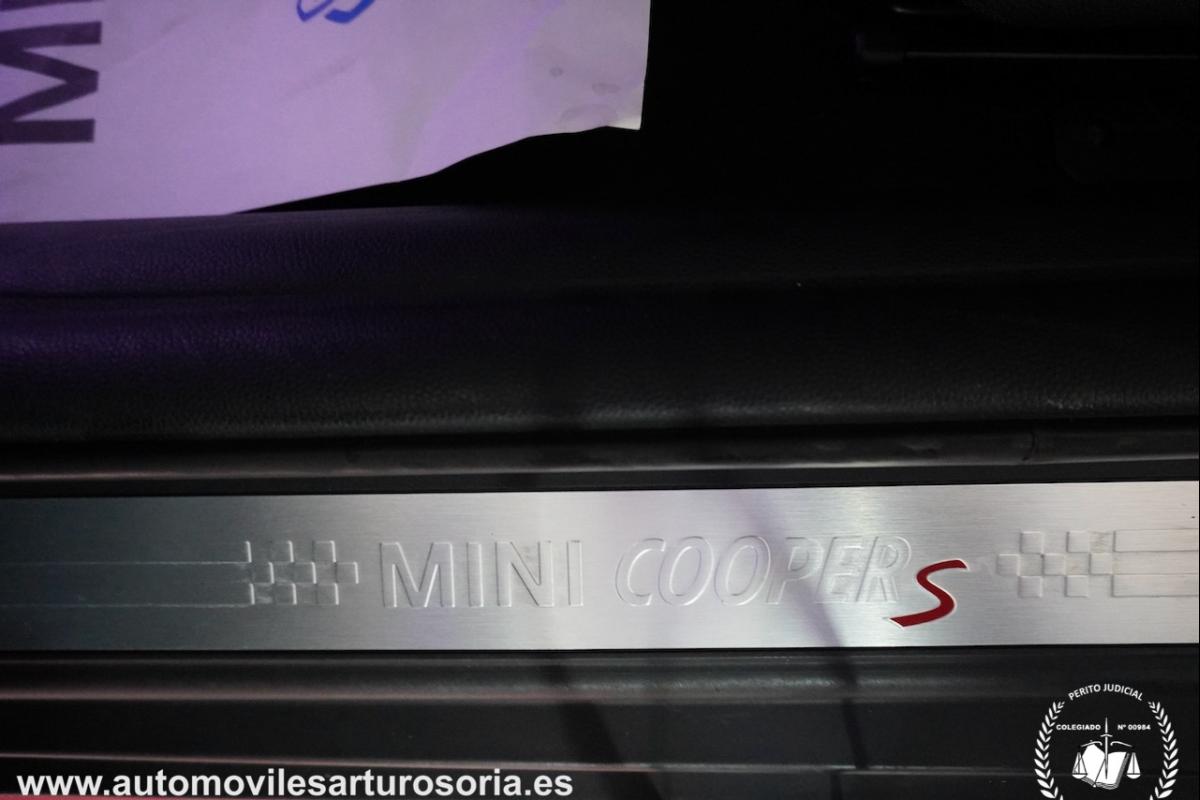 MINI COOPER S
PERITO JUDICIAL
COLEGIADO Nº 00984
www.automovilesarturosoria.es